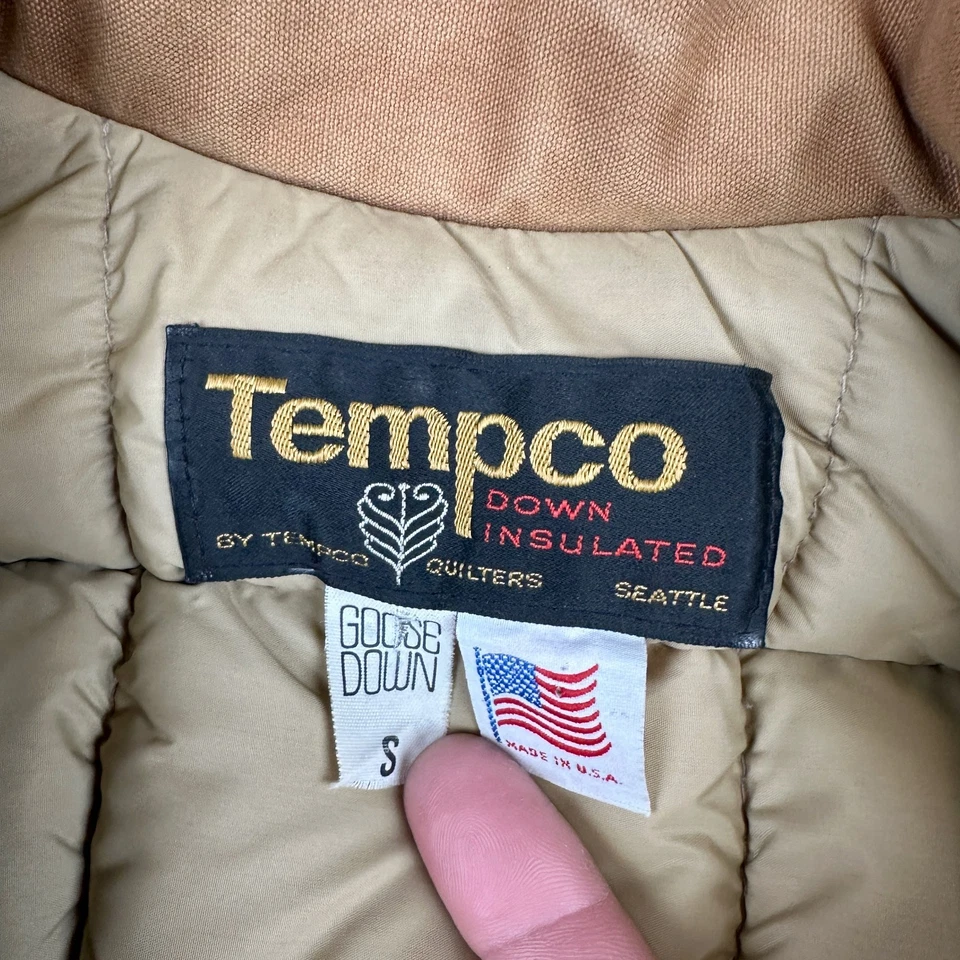 Tempco
DOWN
INSULATED
BY TEMPCO QUILTERS SEATTLE
GOOSE
DOWN
S
MADE IN U.S.A.